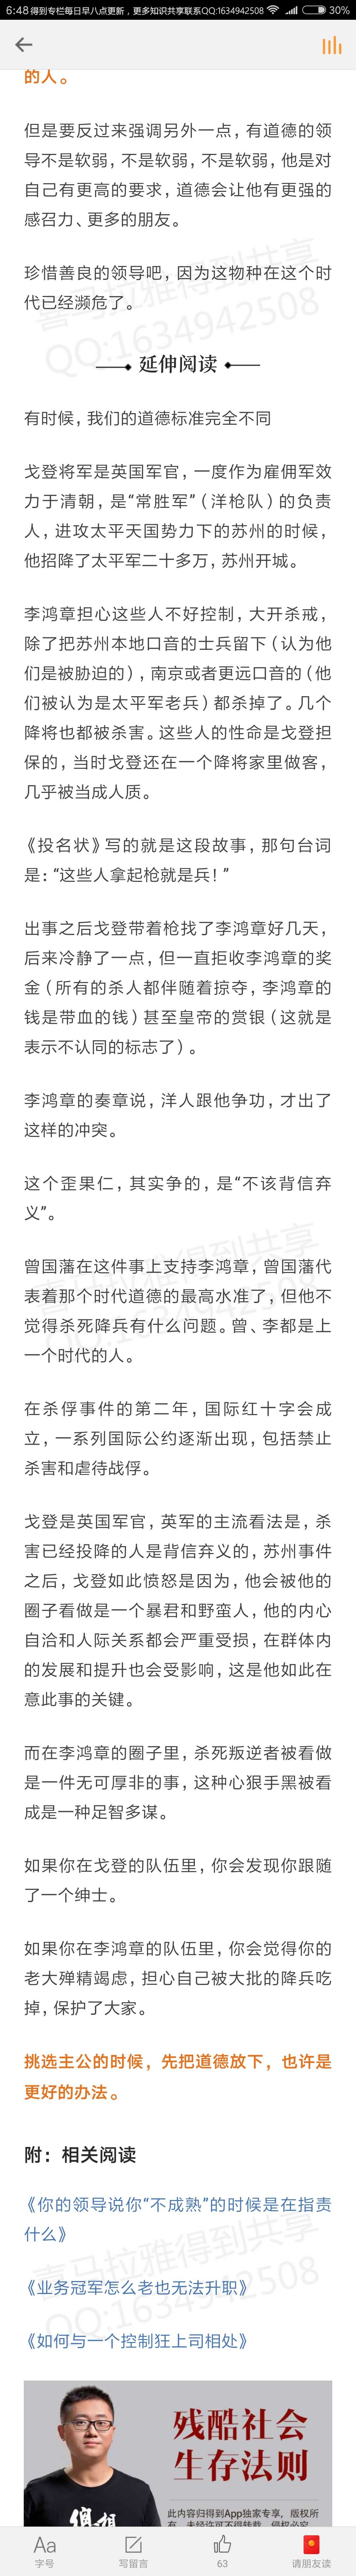 6:48 得到专栏每日早八点更新，更多知识共享联系QQ:1634942508 30%
的人。
但是要反过来强调另外一点，有道德的领
导不是软弱，不是软弱，不是软弱，他是对
自己有更高的要求，道德会让他有更强的
感召力、更多的朋友。
珍惜善良的领导吧，因为这物种在这个时
代已经濒危了。
喜马拉雅得到共享
QQ:1634942508
延伸阅读
有时候，我们的道德标准完全不同
戈登将军是英国军官，一度作为雇佣军效
力于清朝，是“常胜军”（洋枪队）的负责
人，进攻太平天国势力下的苏州的时候，
他招降了太平军二十多万，苏州开城。
李鸿章担心这些人不好控制，大开杀戒，
除了把苏州本地口音的士兵留下（认为他
们是被胁迫的），南京或者更远口音的（他
们被认为是太平军老兵）都杀掉了。几个
降将也都被杀害。这些人的性命是戈登担
保的，当时戈登还在一个降将家里做客，
几乎被当成人质。
《投名状》写的就是这段故事，那句台词
是：“这些人拿起枪就是兵！”
出事之后戈登带着枪找了李鸿章好几天，
后来冷静了一点，但一直拒收李鸿章的奖
金（所有的杀人都伴随着掠夺，李鸿章的
钱是带血的钱）甚至皇帝的赏银（这就是
表示不认同的标志了）。
李鸿章的奏章说，洋人跟他争功，才出了
这样的冲突。
这个歪果仁，其实争的，是“不该背信弃
义”。
喜马拉雅得到共享
QQ:1634942508
曾国藩在这件事上支持李鸿章，曾国藩代
表着那个时代道德的最高水准了，但他不
觉得杀死降兵有什么问题。曾、李都是上
一个时代的人。
在杀俘事件的第二年，国际红十字会成
立，一系列国际公约逐渐出现，包括禁止
杀害和虐待战俘。
戈登是英国军官，英军的主流看法是，杀
害已经投降的人是背信弃义的，苏州事件
之后，戈登如此愤怒是因为，他会被他的
圈子看做是一个暴君和野蛮人，他的内心
自洽和人际关系都会严重受损，在群体内
的发展和提升也会受影响，这是他如此在
意此事的关键。
而在李鸿章的圈子里，杀死叛逆者被看做
是一件无可厚非的事，这种心狠手黑被看
成是一种足智多谋。
如果你在戈登的队伍里，你会发现你跟随
了一个绅士。
如果你在李鸿章的队伍里，你会觉得你的
老大殚精竭虑，担心自己被大批的降兵吃
掉，保护了大家。
挑选主公的时候，先把道德放下，也许是
更好的办法。
附：相关阅读
《你的领导说你“不成熟”的时候是在指责
什么》
喜马拉雅得到共享
QQ:1634942508
《业务冠军怎么老也无法升职》
《如何与一个控制狂上司相处》
残酷社会
生存法则
此内容归得到App独家专享，版权所
有，未经许可不得转载，侵权必究
Aa
字号
写留言
63
请朋友读